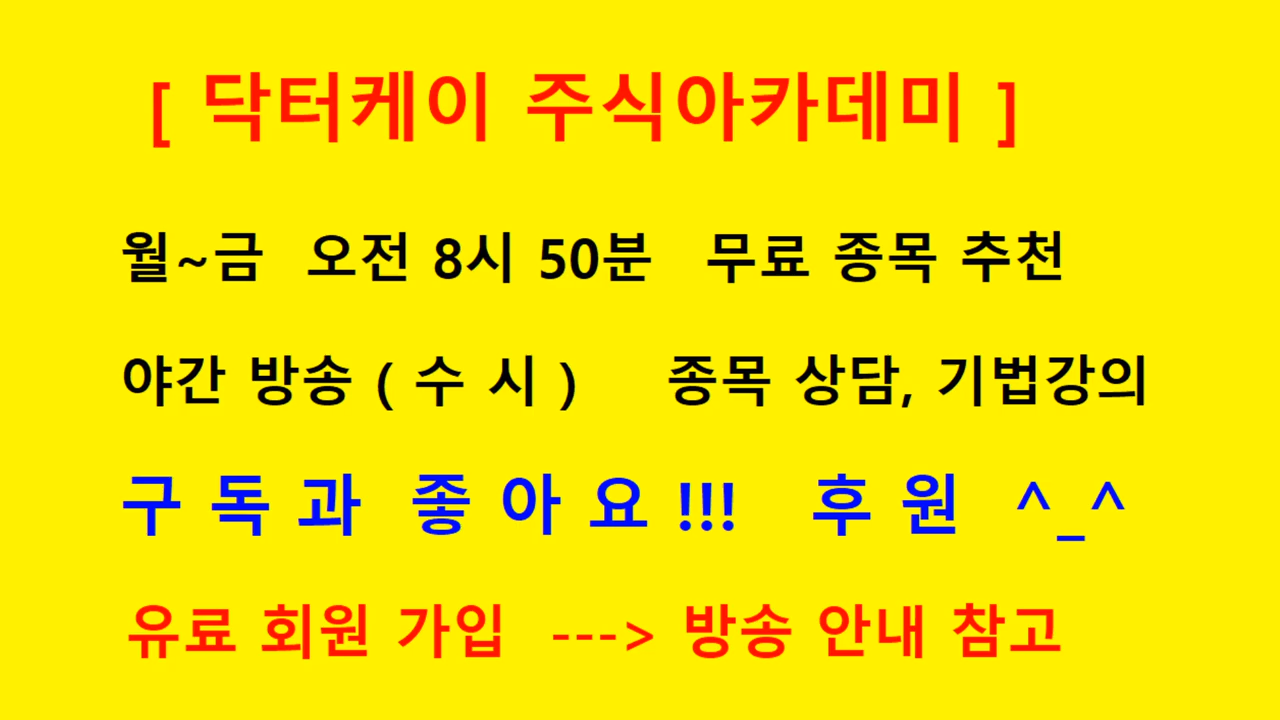 [ 닥터케이 주식아카데미 ]
월~금 오전 8시 50분 무료 종목 추천
야간 방송 ( 수 시 ) 종목 상담, 기법강의
구 독 과 좋 아 요 !!! 후 원 ^_^
유료 회원 가입 ---> 방송 안내 참고